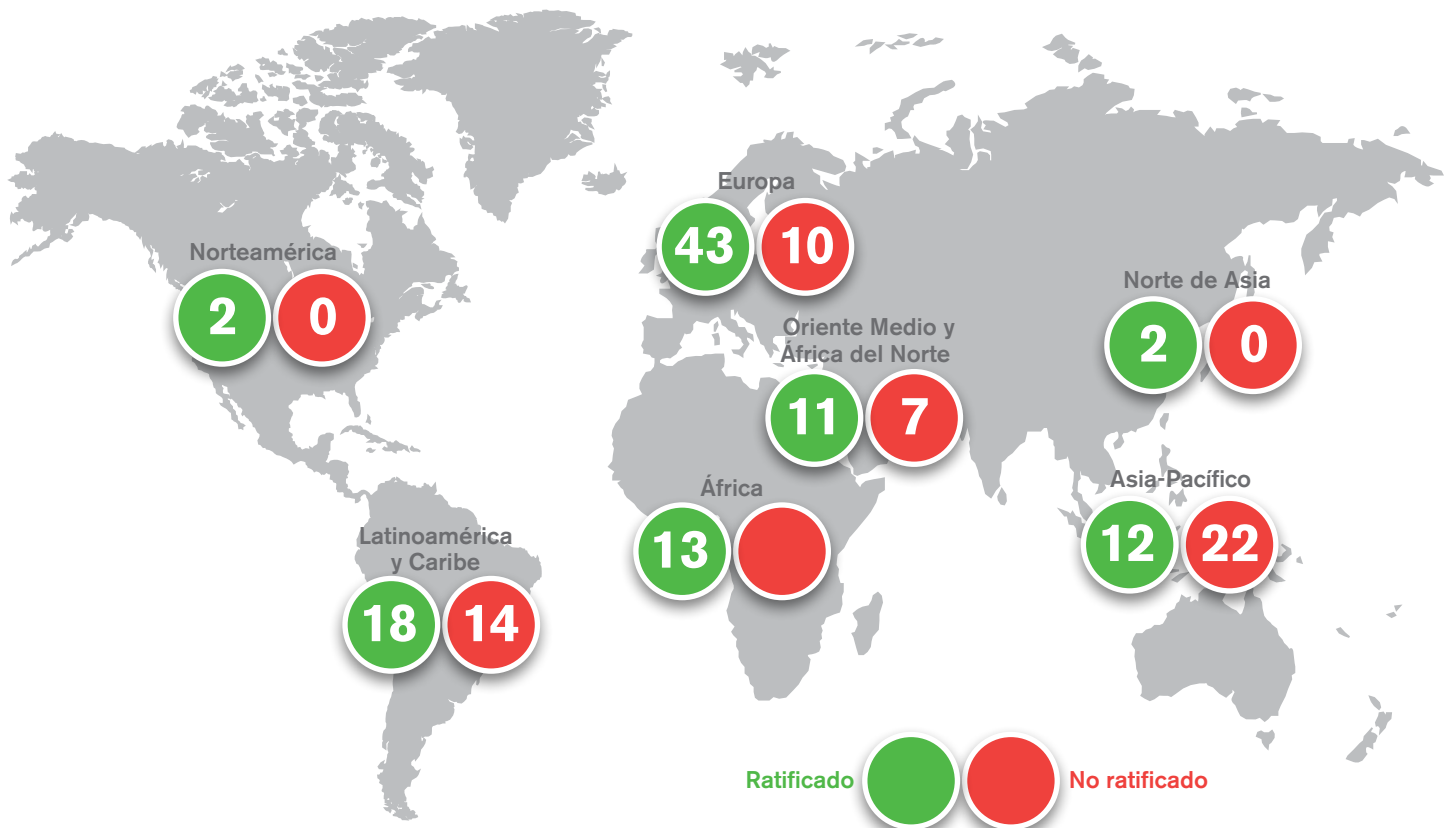 Europa
43 10
Norteamérica
2 0
Norte de Asia
2 0
Oriente Medio y
África del Norte
11 7
África
13
Asia-Pacífico
12 22
Latinoamérica
y Caribe
18 14
Ratificado
No ratificado